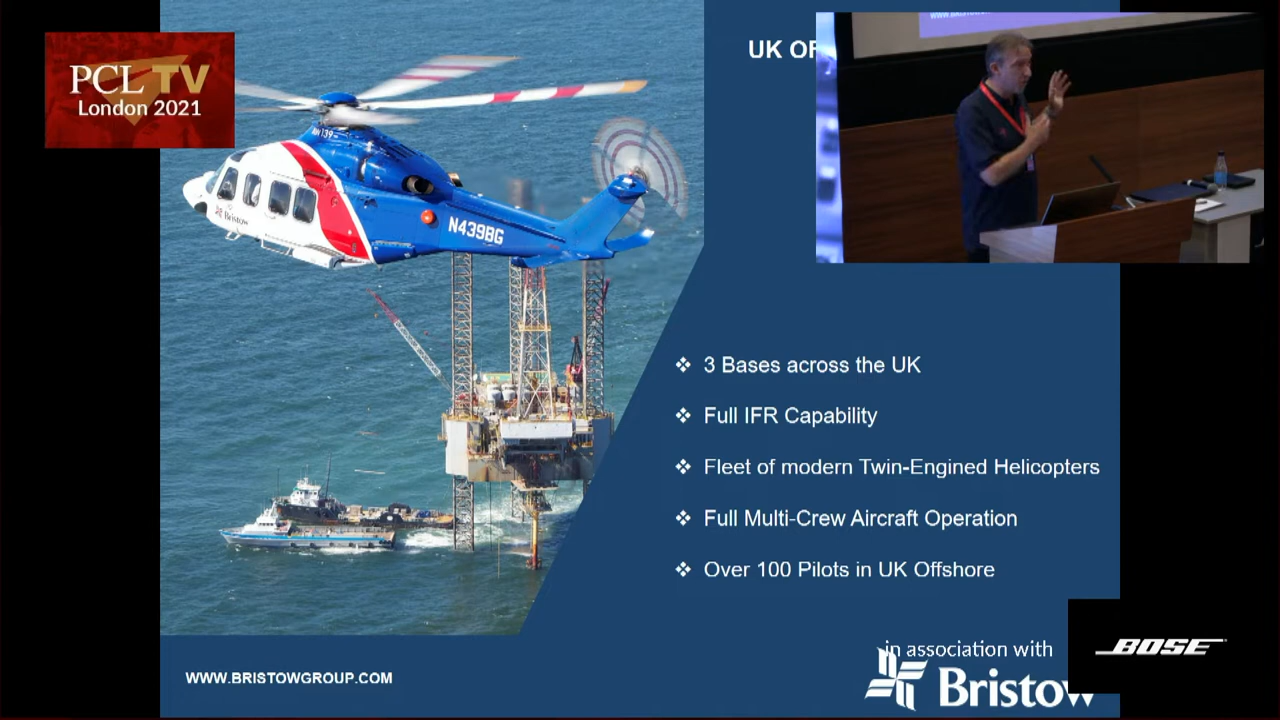 PCL TV
London 2021
UK OF
AW139
Bristow
N439BG
❖ 3 Bases across the UK
❖ Full IFR Capability
❖ Fleet of modern Twin-Engined Helicopters
❖ Full Multi-Crew Aircraft Operation
❖ Over 100 Pilots in UK Offshore
in association with
BOSE
WWW.BRISTOWGROUP.COM
Bristow